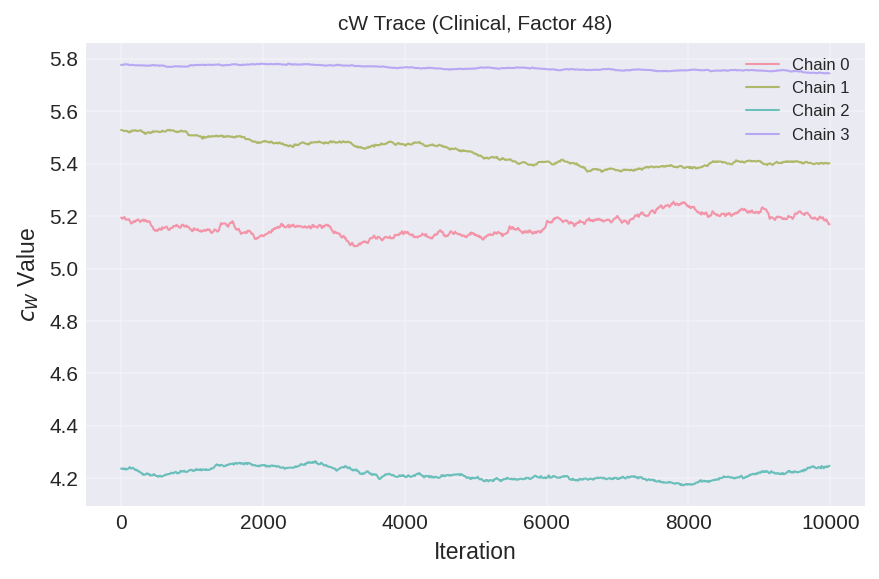 cW Trace (Clinical, Factor 48)
5.8
5.6
5.4
5.2
5.0
4.8
4.6
4.4
4.2
c_W Value
Chain 0
Chain 1
Chain 2
Chain 3
0 2000 4000 6000 8000 10000
Iteration